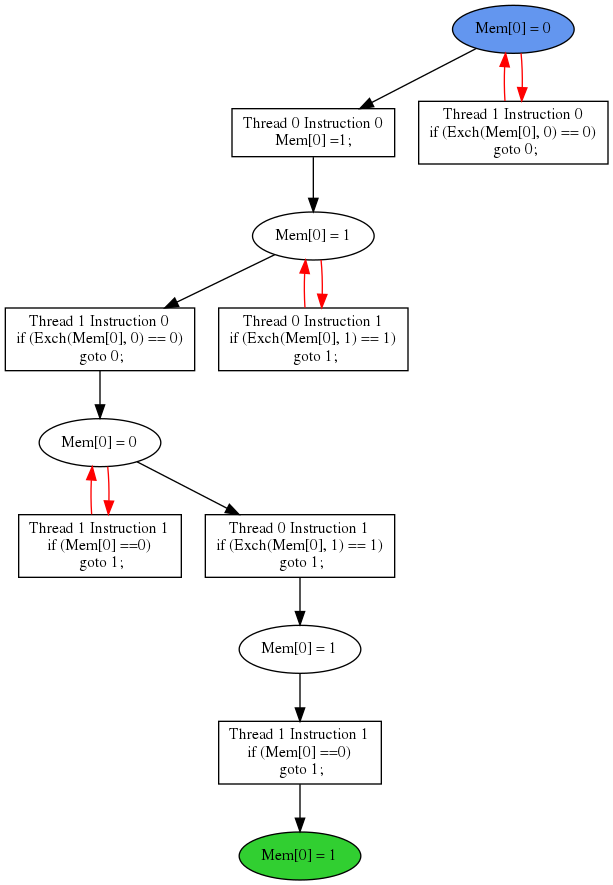 Mem[0] = 0
Thread 0 Instruction 0
Mem[0] =1;
Thread 1 Instruction 0
if (Exch(Mem[0], 0) == 0)
goto 0;
Mem[0] = 1
Thread 1 Instruction 0
if (Exch(Mem[0], 0) == 0)
goto 0;
Thread 0 Instruction 1
if (Exch(Mem[0], 1) == 1)
goto 1;
Mem[0] = 0
Thread 1 Instruction 1
if (Mem[0] ==0)
goto 1;
Thread 0 Instruction 1
if (Exch(Mem[0], 1) == 1)
goto 1;
Mem[0] = 1
Thread 1 Instruction 1
if (Mem[0] ==0)
goto 1;
Mem[0] = 1